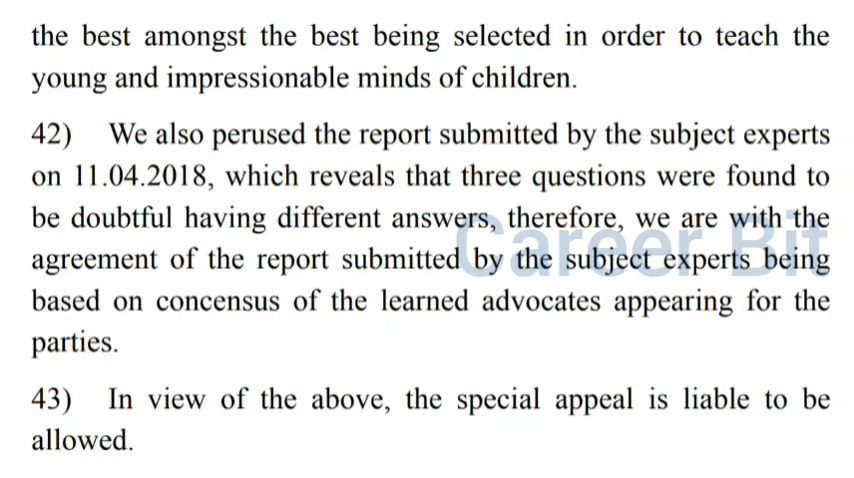 the best amongst the best being selected in order to teach the
young and impressionable minds of children.
42) We also perused the report submitted by the subject experts
on 11.04.2018, which reveals that three questions were found to
be doubtful having different answers, therefore, we are with the
agreement of the report submitted by the subject experts being
based on concensus of the learned advocates appearing for the
parties.
43) In view of the above, the special appeal is liable to be
allowed.
Career Bit